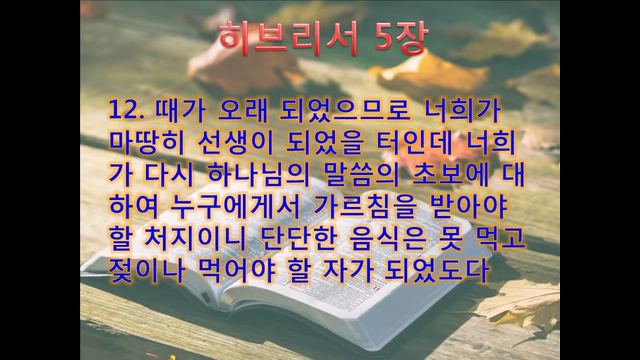 히브리서 5장
12. 때가 오래 되었으므로 너희가
마땅히 선생이 되었을 터인데 너희
가 다시 하나님의 말씀의 초보에 대
하여 누구에게서 가르침을 받아야
할 처지이니 단단한 음식은 못 먹고
젖이나 먹어야 할 자가 되었도다